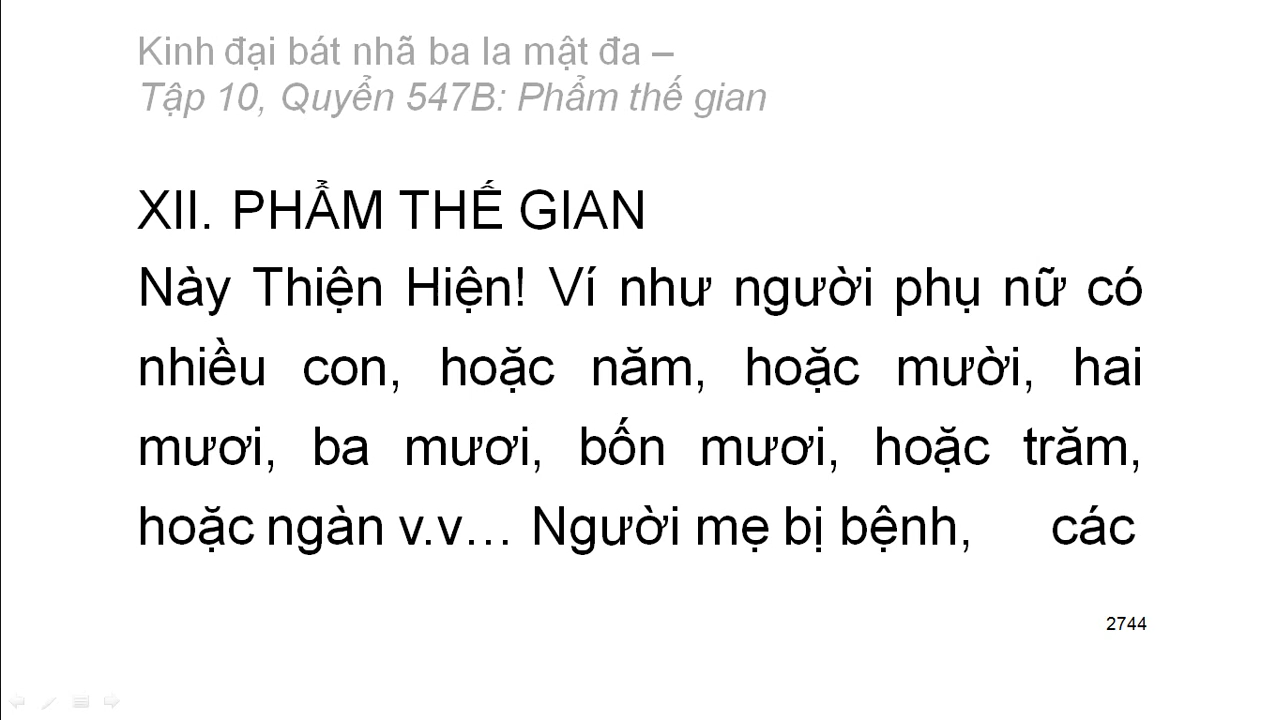 Kinh đại bát nhã ba la mật đa –
Tập 10, Quyển 547B: Phẩm thế gian
XII. PHẨM THẾ GIAN
Này Thiện Hiện! Ví như người phụ nữ có
nhiều con, hoặc năm, hoặc mười, hai
mươi, ba mươi, bốn mươi, hoặc trăm,
hoặc ngàn v.v… Người mẹ bị bệnh, các
2744